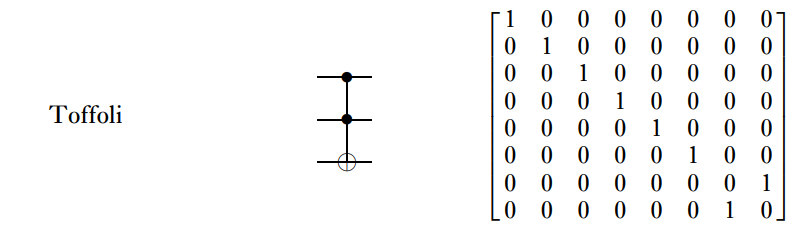 Toffoli
1 0 0 0 0 0 0 0
0 1 0 0 0 0 0 0
0 0 1 0 0 0 0 0
0 0 0 1 0 0 0 0
0 0 0 0 1 0 0 0
0 0 0 0 0 1 0 0
0 0 0 0 0 0 0 1
0 0 0 0 0 0 1 0